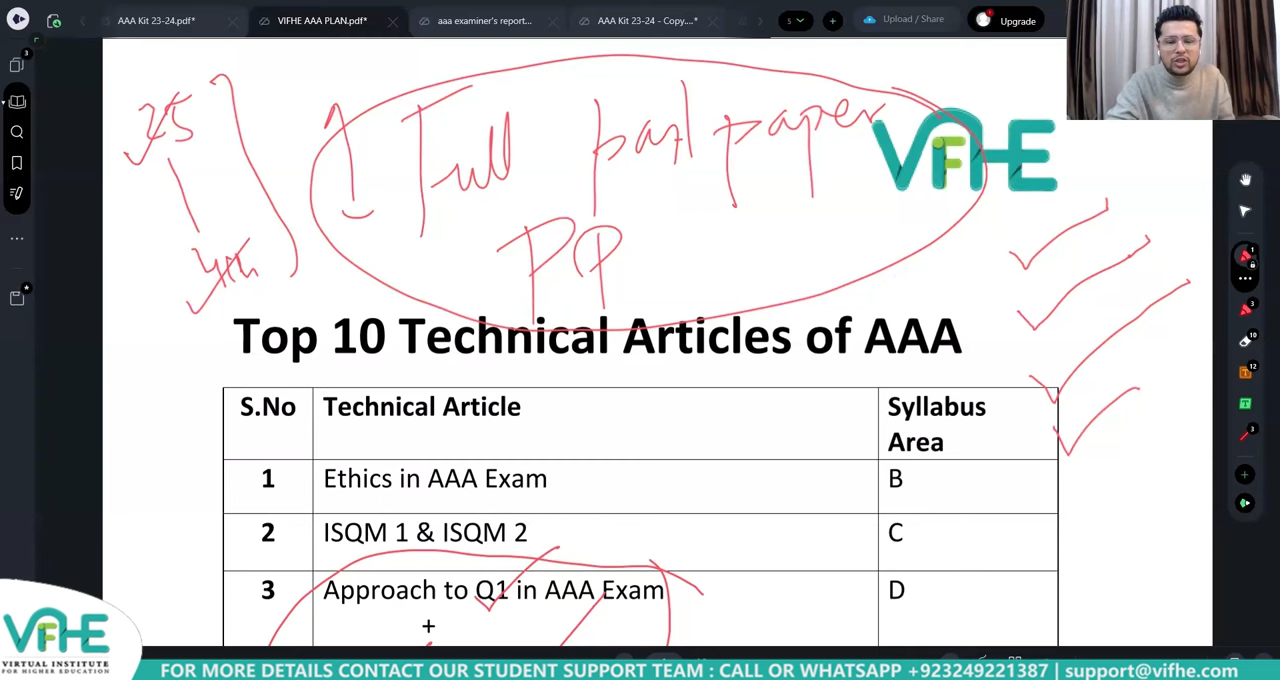 AAA Kit 23-24.pdf* VIFHE AAA PLAN.pdf* aaa examiner's report... AAA Kit 23-24 - Copy....* 5 Upload / Share Upgrade
Full past paper
PP
VIFHE
Top 10 Technical Articles of AAA
S.No Technical Article Syllabus Area
1 Ethics in AAA Exam B
2 ISQM 1 & ISQM 2 C
3 Approach to Q1 in AAA Exam D
+
VIFHE
VIRTUAL INSTITUTE
FOR HIGHER EDUCATION
FOR MORE DETAILS CONTACT OUR STUDENT SUPPORT TEAM : CALL OR WHATSAPP +923249221387 | support@vifhe.com